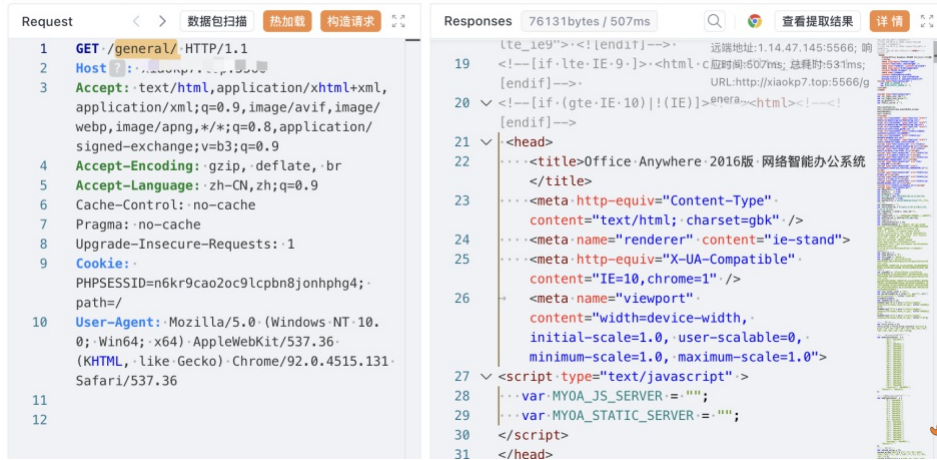 Request
数据包扫描
热加载
构造请求
1 GET /general/ HTTP/1.1
2 Host ? :
3 Accept: text/html,application/xhtml+xml,
application/xml;q=0.9,image/avif,image/
webp,image/apng,*/*;q=0.8,application/
signed-exchange;v=b3;q=0.9
4 Accept-Encoding: gzip, deflate, br
5 Accept-Language: zh-CN,zh;q=0.9
6 Cache-Control: no-cache
7 Pragma: no-cache
8 Upgrade-Insecure-Requests: 1
9 Cookie:
PHPSESSID=n6kr9cao2oc9lcpbn8jonhphg4;
path=/
10 User-Agent: Mozilla/5.0 (Windows NT 10.
0; Win64; x64) AppleWebKit/537.36
(KHTML, like Gecko) Chrome/92.0.4515.131
Safari/537.36
11
12
Responses
76131bytes / 507ms
查看提取结果
详情
远端地址:1.14.47.145:5566; 响
应时间:507ms; 总耗时:531ms;
URL:http://xiaokp7.top:5566/g
enera
lte_ie9"> <![endif]-->
19 <!--[if lte IE 9 ]> <html c
[endif]-->
20 <!--[if (gte IE 10)|!(IE)]><html><!--<!
[endif]-->
21 <head>
22 <title>Office Anywhere 2016版 网络智能办公系统
</title>
23 <meta http-equiv="Content-Type"
content="text/html; charset=gbk" />
24 <meta name="renderer" content="ie-stand">
25 <meta http-equiv="X-UA-Compatible"
content="IE=10,chrome=1" />
26 <meta name="viewport"
content="width=device-width,
initial-scale=1.0, user-scalable=0,
minimum-scale=1.0, maximum-scale=1.0">
27 <script type="text/javascript" >
28 var MYOA_JS_SERVER = "";
29 var MYOA_STATIC_SERVER = "";
30 </script>
31 </head>